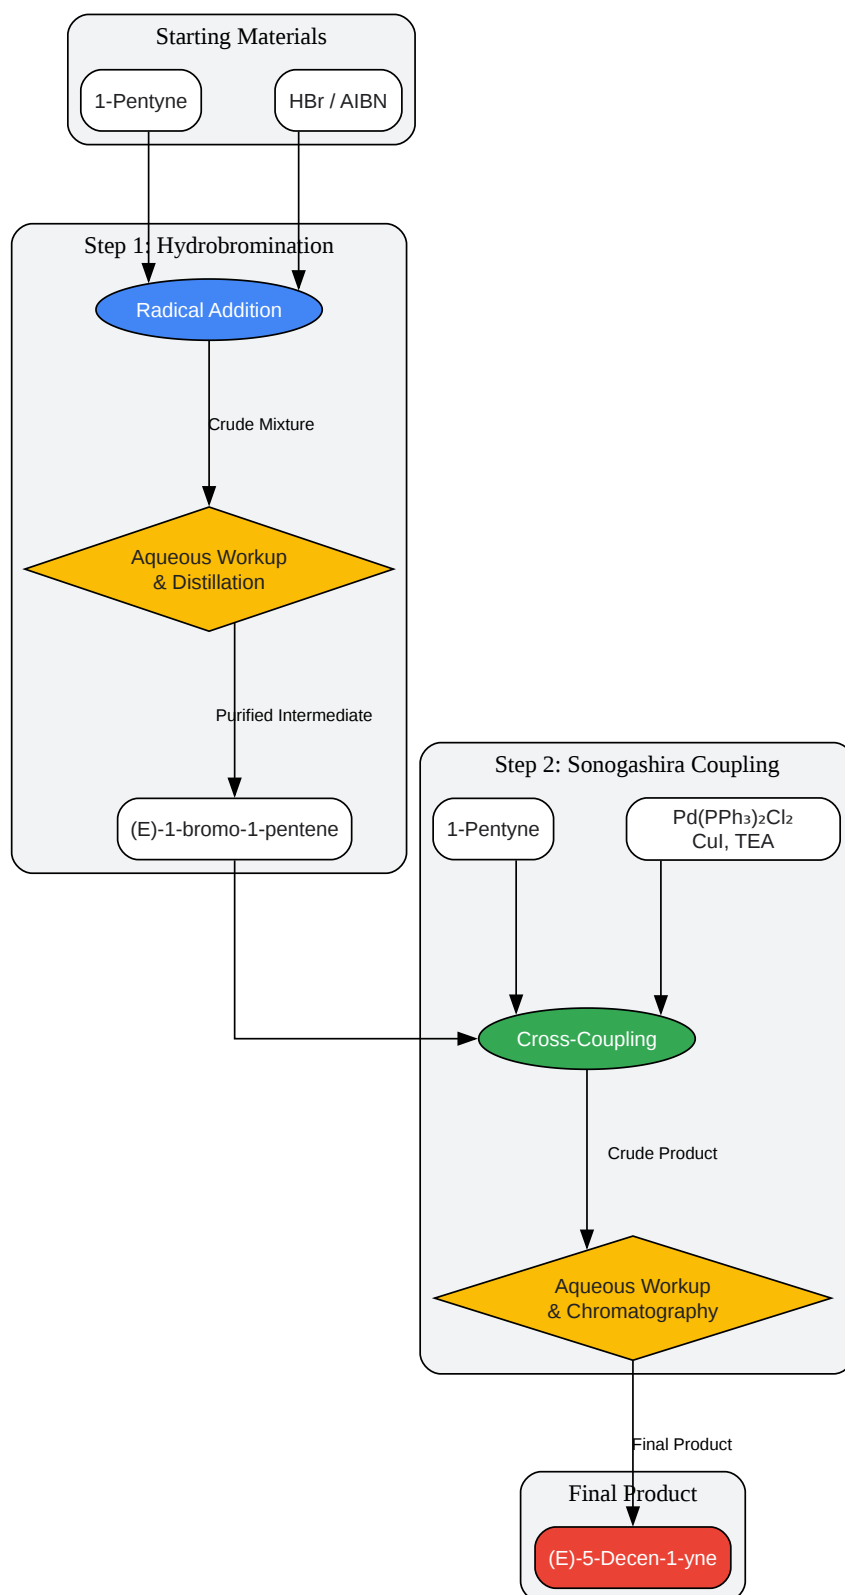 Starting Materials
1-Pentyne
HBr / AIBN
Step 1: Hydrobromination
Radical Addition
Crude Mixture
Aqueous Workup
& Distillation
Purified Intermediate
(E)-1-bromo-1-pentene
Step 2: Sonogashira Coupling
1-Pentyne
Pd(PPh₃)₂Cl₂
CuI, TEA
Cross-Coupling
Crude Product
Aqueous Workup
& Chromatography
Final Product
Final Product
(E)-5-Decen-1-yne